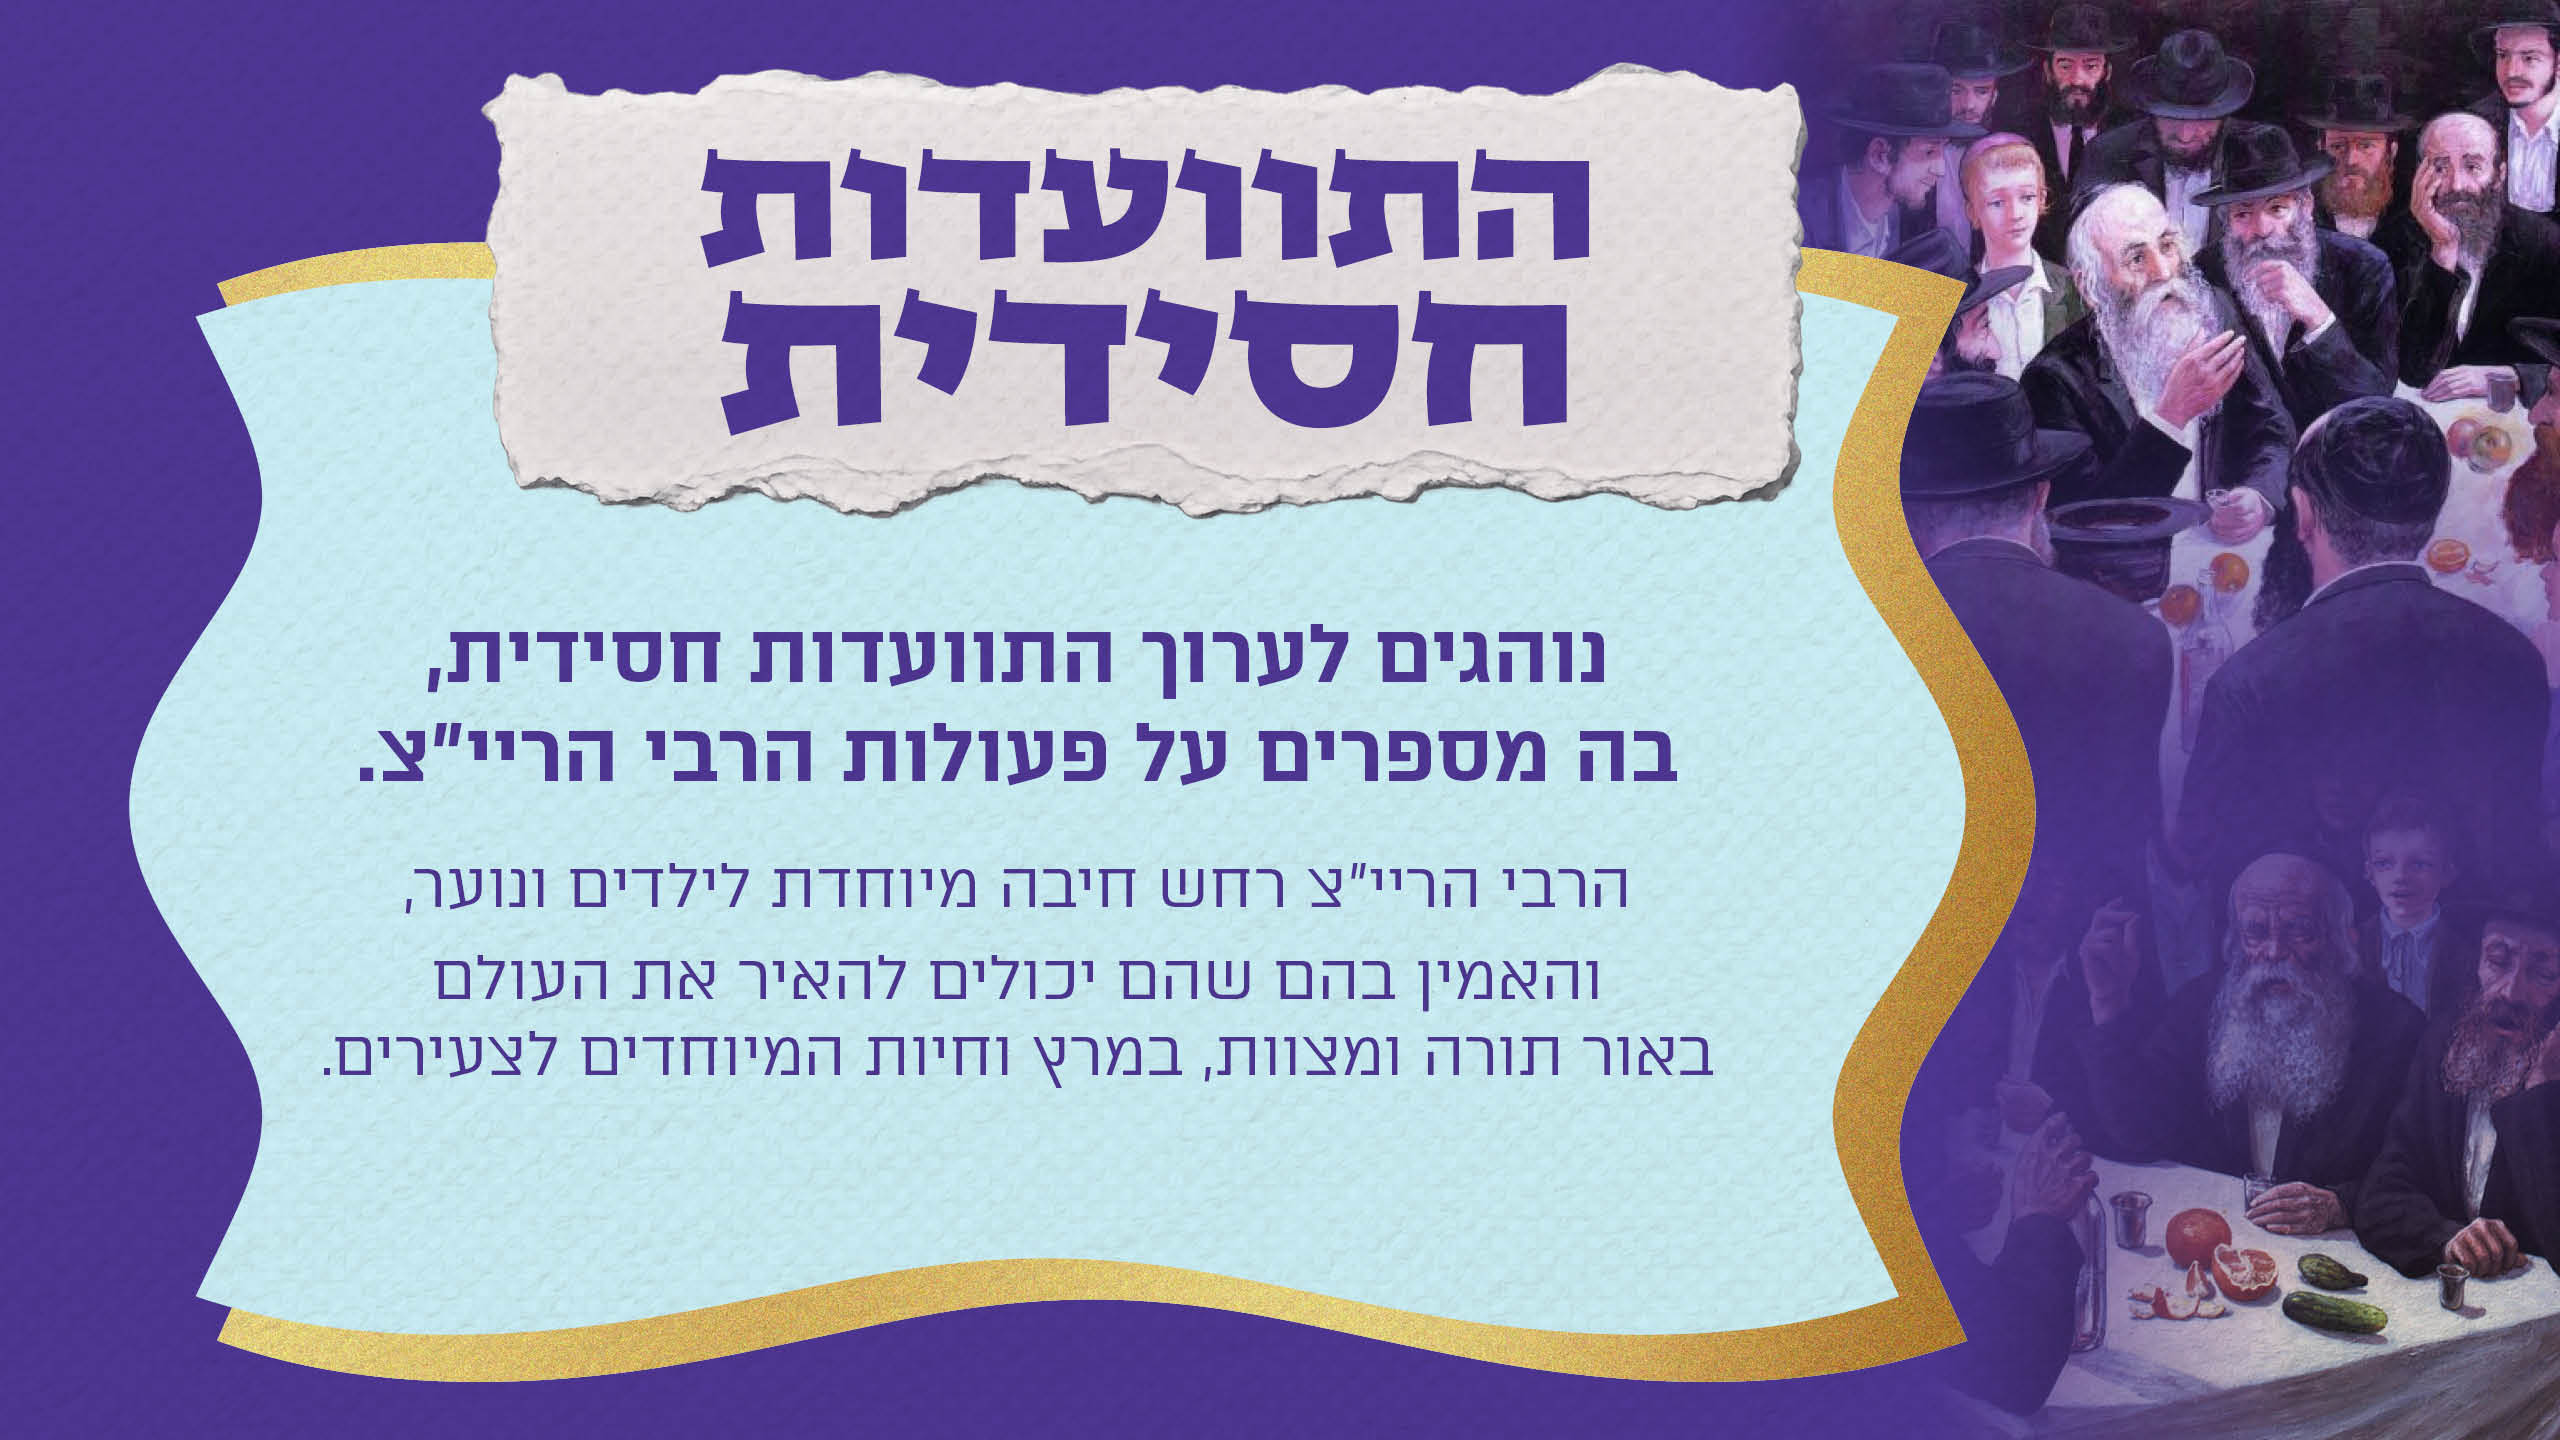 התוועדות
חסידית
נוהגים לערוך התוועדות חסידית,
בה מספרים על פעולות הרבי הריי"צ.
הרבי הריי"צ רחש חיבה מיוחדת לילדים ונוער,
והאמין בהם שהם יכולים להאיר את העולם
באור תורה ומצוות, במרץ וחיות המיוחדים לצעירים.